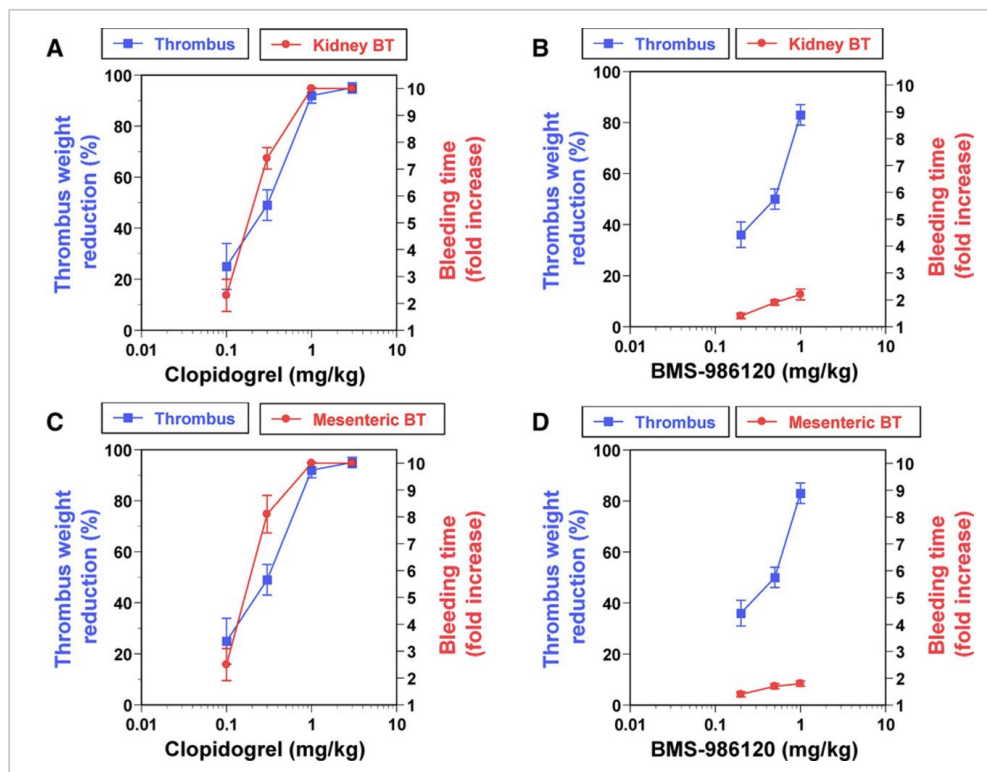 A
Thrombus
Kidney BT
Thrombus weight
reduction (%)
100
80
60
40
20
0
10
9
8
7
6
5
4
3
2
1
Bleeding time
(fold increase)
0.01
0.1
1
10
Clopidogrel (mg/kg)
B
Thrombus
Kidney BT
Thrombus weight
reduction (%)
100
80
60
40
20
0
10
9
8
7
6
5
4
3
2
1
Bleeding time
(fold increase)
0.01
0.1
1
10
BMS-986120 (mg/kg)
C
Thrombus
Mesenteric BT
Thrombus weight
reduction (%)
100
80
60
40
20
0
10
9
8
7
6
5
4
3
2
1
Bleeding time
(fold increase)
0.01
0.1
1
10
Clopidogrel (mg/kg)
D
Thrombus
Mesenteric BT
Thrombus weight
reduction (%)
100
80
60
40
20
0
10
9
8
7
6
5
4
3
2
1
Bleeding time
(fold increase)
0.01
0.1
1
10
BMS-986120 (mg/kg)